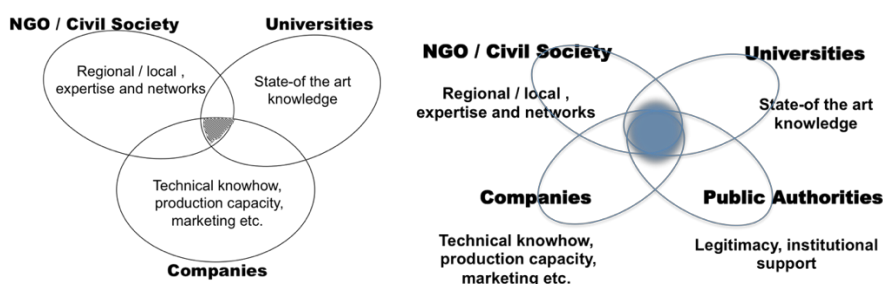 NGO / Civil Society
Universities
Regional / local ,
expertise and networks
State-of the art
knowledge
Technical knowhow,
production capacity,
marketing etc.
Companies
NGO / Civil Society
Universities
Regional / local ,
expertise and networks
State-of the art
knowledge
Companies
Public Authorities
Technical knowhow,
production capacity,
marketing etc.
Legitimacy, institutional
support